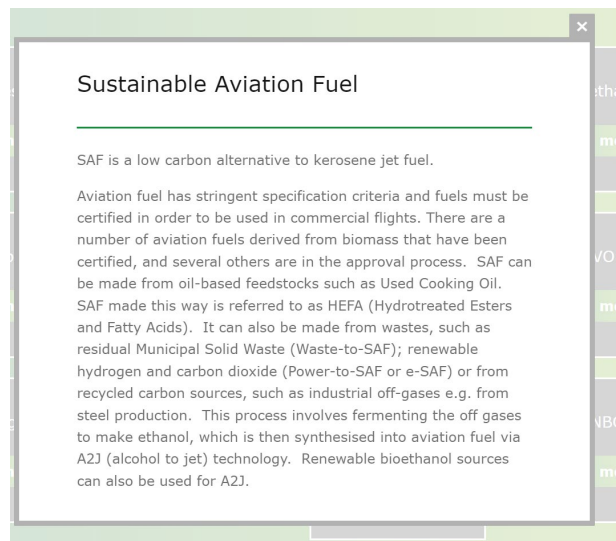 ×
Sustainable Aviation Fuel
SAF is a low carbon alternative to kerosene jet fuel.
Aviation fuel has stringent specification criteria and fuels must be
certified in order to be used in commercial flights. There are a
number of aviation fuels derived from biomass that have been
certified, and several others are in the approval process.  SAF can
be made from oil-based feedstocks such as Used Cooking Oil.
SAF made this way is referred to as HEFA (Hydrotreated Esters
and Fatty Acids).  It can also be made from wastes, such as
residual Municipal Solid Waste (Waste-to-SAF); renewable
hydrogen and carbon dioxide (Power-to-SAF or e-SAF) or from
recycled carbon sources, such as industrial off-gases e.g. from
steel production.  This process involves fermenting the off gases
to make ethanol, which is then synthesised into aviation fuel via
A2J (alcohol to jet) technology.  Renewable bioethanol sources
can also be used for A2J.